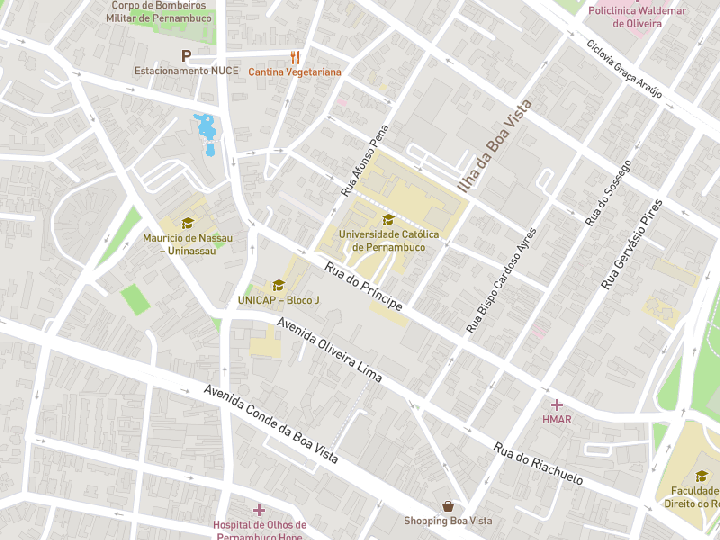 Corpo de Bombeiros
Militar de Pernambuco
Policlínica Waldemar
de Oliveira
Ciclovia Graça Araújo
P
Estacionamento NUCE
Cantina Vegetariana
Ilha da Boa Vista
Rua Afonso Pena
Rua do Sossego
Rua Gervásio Pires
Universidade Católica
de Pernambuco
Mauricio de Nassau
- Uninassau
Rua Bispo Cardoso Ayres
Rua do Príncipe
UNICAP - Bloco J
Avenida Oliveira Lima
Avenida Conde da Boa Vista
HMAR
Rua do Riachuelo
Faculdade
Direito do Re
Shopping Boa Vista
Hospital de Olhos de
Pernambuco Hope